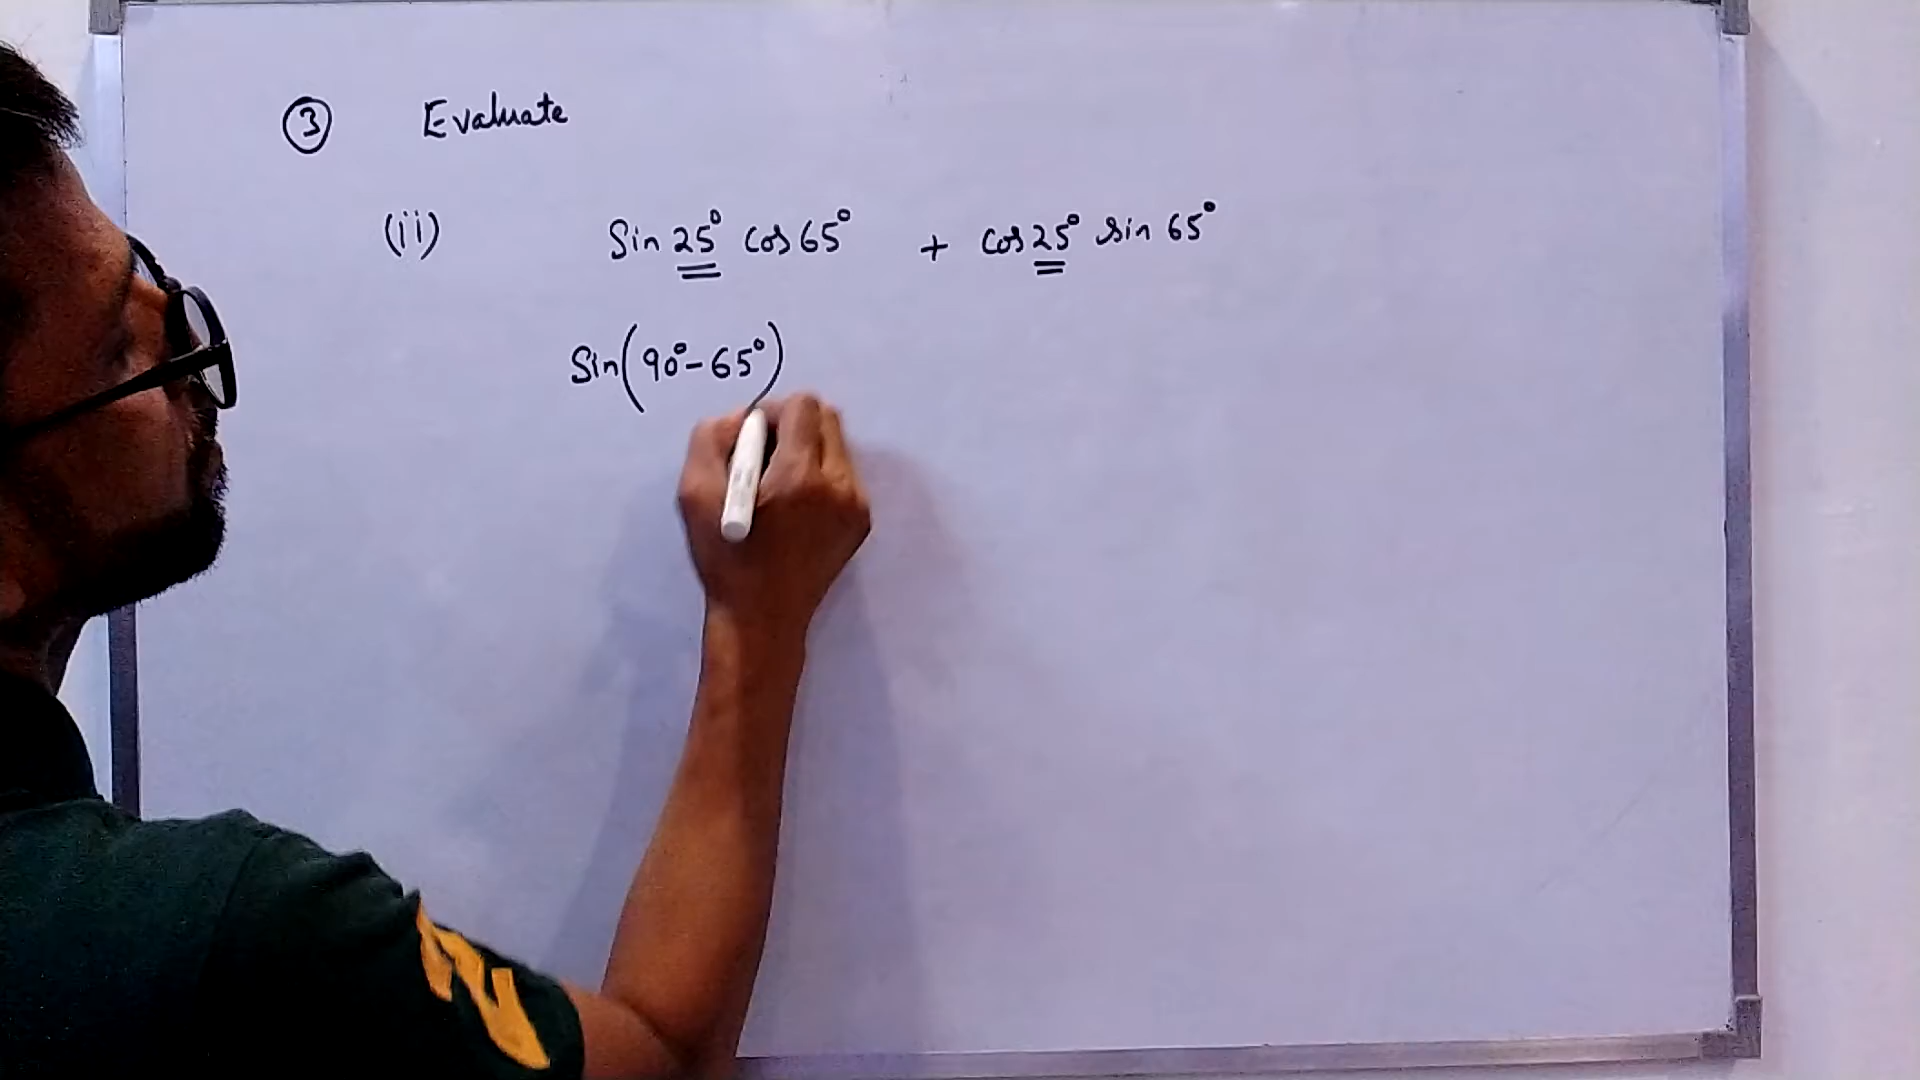 ③ Evaluate
(ii) Sin 25° cos 65° + cos 25° sin 65°
Sin(90°-65°)